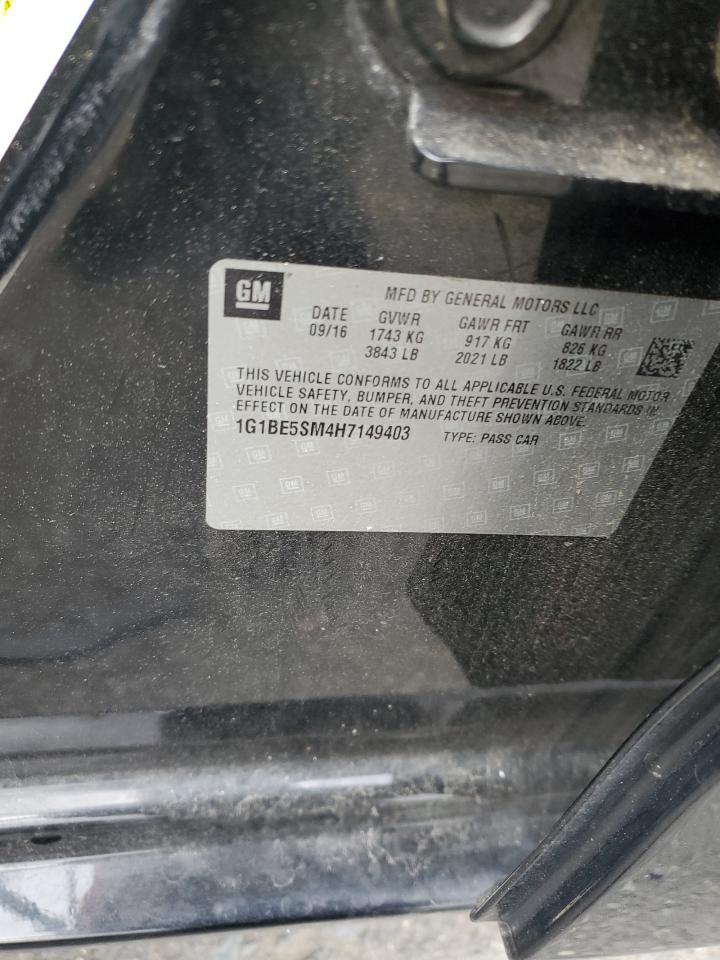 GM
MFD BY GENERAL MOTORS LLC
DATE GVWR GAWR FRT GAWR RR
09/16 1743 KG 917 KG 826 KG
3843 LB 2021 LB 1822 LB
THIS VEHICLE CONFORMS TO ALL APPLICABLE U.S. FEDERAL MOTOR
VEHICLE SAFETY, BUMPER, AND THEFT PREVENTION STANDARDS IN
EFFECT ON THE DATE OF MANUFACTURE SHOWN ABOVE.
1G1BE5SM4H7149403 TYPE: PASS CAR